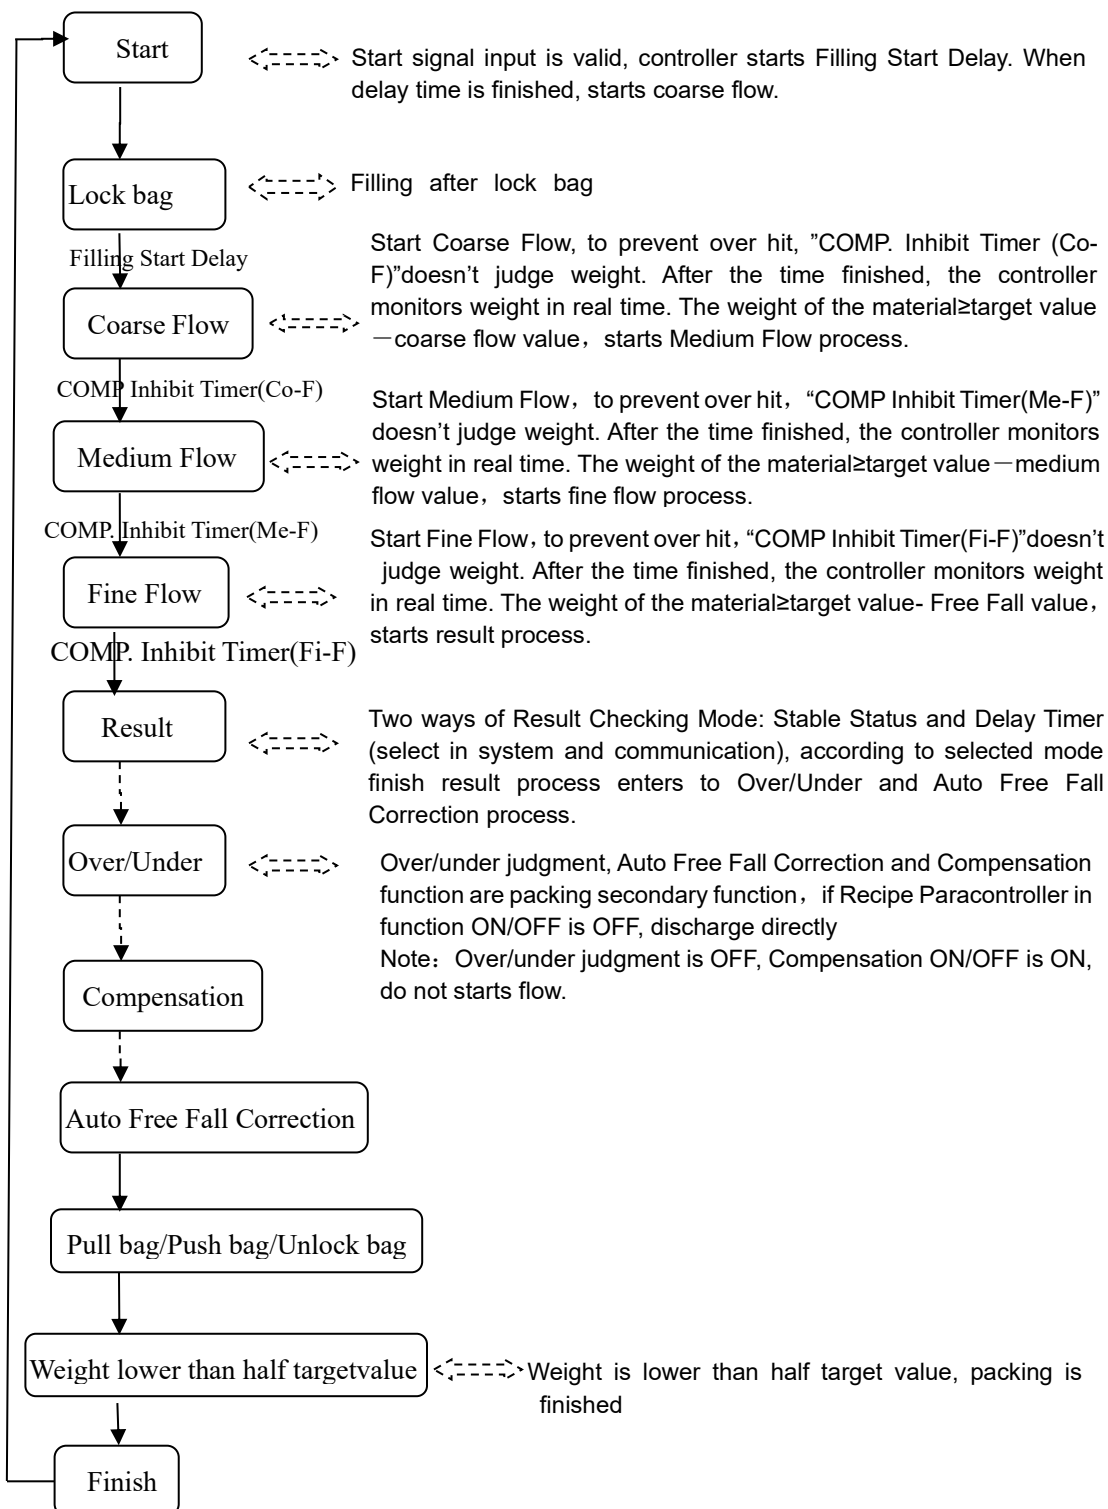 Start
Start signal input is valid, controller starts Filling Start Delay. When
delay time is finished, starts coarse flow.
Lock bag
Filling after lock bag
Filling Start Delay
Start Coarse Flow, to prevent over hit, ”COMP. Inhibit Timer (Co-
F)”doesn’t judge weight. After the time finished, the controller
monitors weight in real time. The weight of the material≥target value
－coarse flow value，starts Medium Flow process.
Coarse Flow
COMP Inhibit Timer(Co-F)
Start Medium Flow，to prevent over hit，“COMP Inhibit Timer(Me-F)”
doesn’t judge weight. After the time finished, the controller monitors
weight in real time. The weight of the material≥target value－medium
flow value，starts fine flow process.
Medium Flow
COMP. Inhibit Timer(Me-F)
Start Fine Flow，to prevent over hit，“COMP Inhibit Timer(Fi-F)”doesn’t
judge weight. After the time finished, the controller monitors weight
in real time. The weight of the material≥target value- Free Fall value，
starts result process.
Fine Flow
COMP. Inhibit Timer(Fi-F)
Result
Two ways of Result Checking Mode: Stable Status and Delay Timer
(select in system and communication), according to selected mode
finish result process enters to Over/Under and Auto Free Fall
Correction process.
Over/Under
Over/under judgment, Auto Free Fall Correction and Compensation
function are packing secondary function，if Recipe Paracontroller in
function ON/OFF is OFF, discharge directly
Note：Over/under judgment is OFF, Compensation ON/OFF is ON,
do not starts flow.
Compensation
Auto Free Fall Correction
Pull bag/Push bag/Unlock bag
Weight lower than half targetvalue
Weight is lower than half target value, packing is
finished
Finish